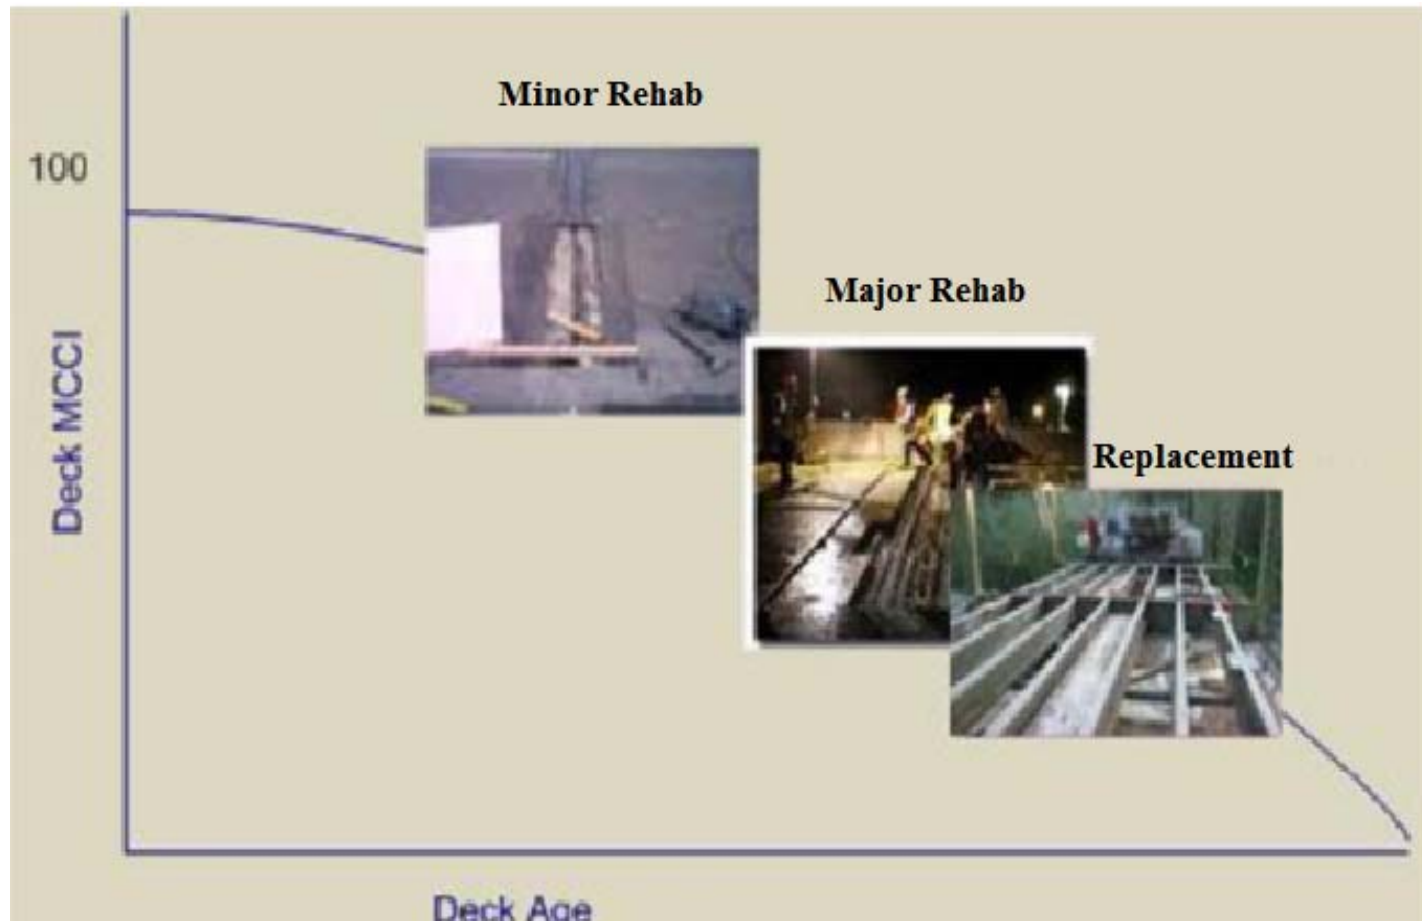 Minor Rehab
100
Major Rehab
Deck MCCI
Replacement
Deck Age